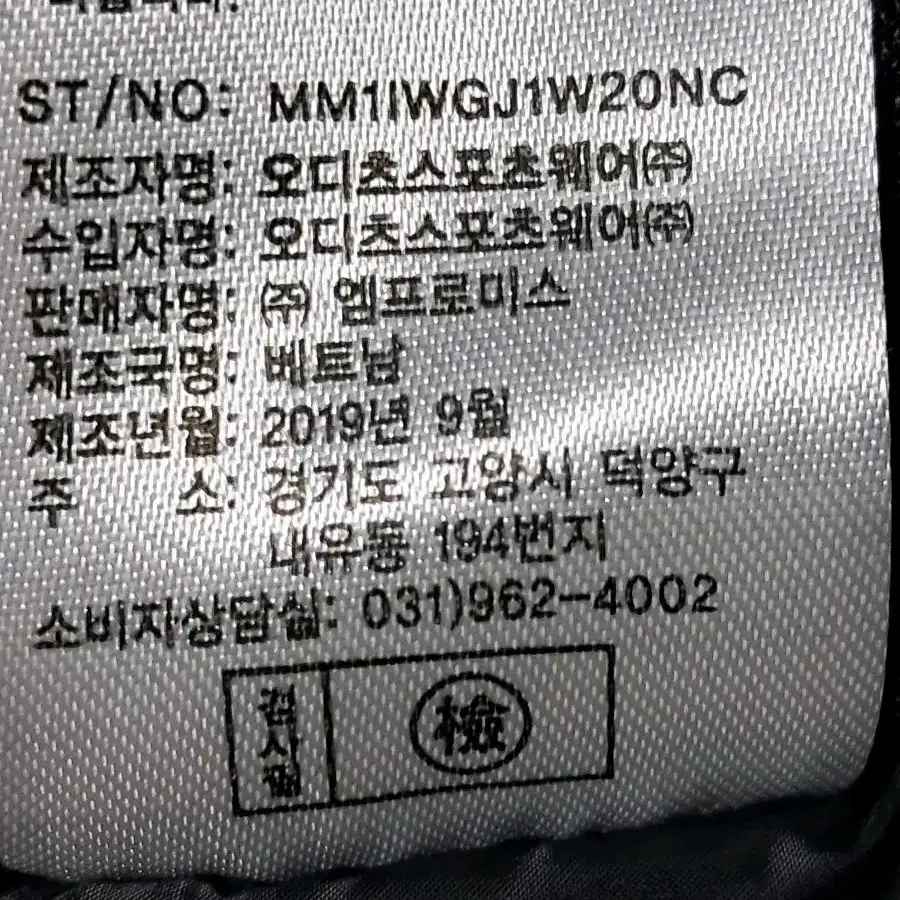 ST/NO: MM1IWGJ1W20NC
제조자명: 오디츠스포츠웨어㈜
수입자명: 오디츠스포츠웨어㈜
판매자명: ㈜ 엠프로미스
제조국명: 베트남
제조년월: 2019년 9월
주 소: 경기도 고양시 덕양구
내유동 194번지
소비자상담실: 031)962-4002
검사필
檢